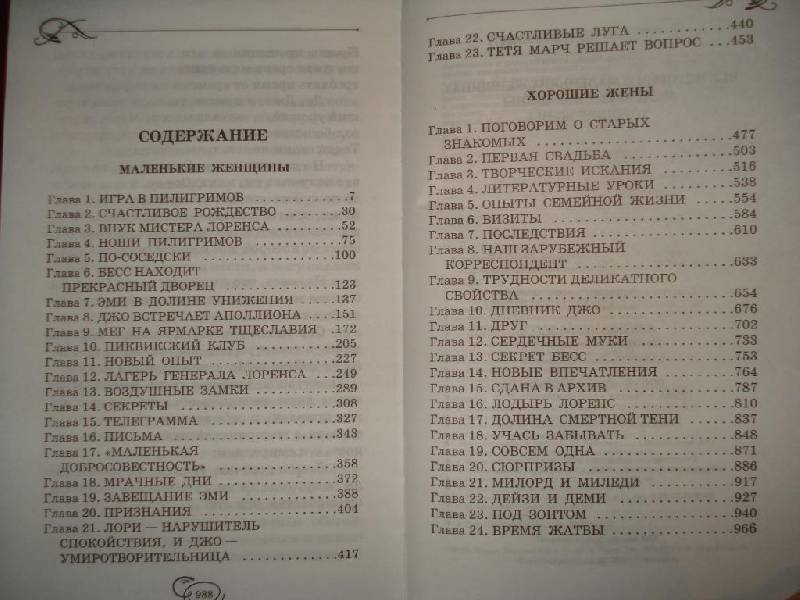 СОДЕРЖАНИЕ
МАЛЕНЬКИЕ ЖЕНЩИНЫ
Глава 1. ИГРА В ПИЛИГРИМОВ ............7
Глава 2. СЧАСТЛИВОЕ РОЖДЕСТВО ........30
Глава 3. ВНУК МИСТЕРА ЛОРЕНСА ........52
Глава 4. НОШИ ПИЛИГРИМОВ ............75
Глава 5. ПО-СОСЕДСКИ ................100
Глава 6. БЕСС НАХОДИТ
ПРЕКРАСНЫЙ ДВОРЕЦ ................123
Глава 7. ЭМИ В ДОЛИНЕ УНИЖЕНИЯ .....137
Глава 8. ДЖО ВСТРЕЧАЕТ АПОЛЛИОНА ...151
Глава 9. МЕГ НА ЯРМАРКЕ ТЩЕСЛАВИЯ .172
Глава 10. ПИКВИКСКИЙ КЛУБ ..........205
Глава 11. НОВЫЙ ОПЫТ ................227
Глава 12. ЛАГЕРЬ ГЕНЕРАЛА ЛОРЕНСА ...249
Глава 13. ВОЗДУШНЫЕ ЗАМКИ ..........289
Глава 14. СЕКРЕТЫ ..................308
Глава 15. ТЕЛЕГРАММА ................327
Глава 16. ПИСЬМА ....................343
Глава 17. «МАЛЕНЬКАЯ
ДОБРОСОВЕСТНОСТЬ» ................358
Глава 18. МРАЧНЫЕ ДНИ ..............372
Глава 19. ЗАВЕЩАНИЕ ЭМИ ............388
Глава 20. ПРИЗНАНИЯ ................404
Глава 21. ЛОРИ — НАРУШИТЕЛЬ
СПОКОЙСТВИЯ, И ДЖО —
УМИРОТВОРИТЕЛЬНИЦА ..............417
988
Глава 22. СЧАСТЛИВЫЕ ЛУГА ..........440
Глава 23. ТЕТЯ МАРЧ РЕШАЕТ ВОПРОС ...453
ХОРОШИЕ ЖЕНЫ
Глава 1. ПОГОВОРИМ О СТАРЫХ
ЗНАКОМЫХ ........................477
Глава 2. ПЕРВАЯ СВАДЬБА ............503
Глава 3. ТВОРЧЕСКИЕ ИСКАНИЯ ........516
Глава 4. ЛИТЕРАТУРНЫЕ УРОКИ ........538
Глава 5. ОПЫТЫ СЕМЕЙНОЙ ЖИЗНИ .....554
Глава 6. ВИЗИТЫ ....................584
Глава 7. ПОСЛЕДСТВИЯ ................610
Глава 8. НАШ ЗАРУБЕЖНЫЙ
КОРРЕСПОНДЕНТ ....................633
Глава 9. ТРУДНОСТИ ДЕЛИКАТНОГО
СВОЙСТВА ........................654
Глава 10. ДНЕВНИК ДЖО ..............676
Глава 11. ДРУГ ......................702
Глава 12. СЕРДЕЧНЫЕ МУКИ ..........733
Глава 13. СЕКРЕТ БЕСС ..............753
Глава 14. НОВЫЕ ВПЕЧАТЛЕНИЯ ........764
Глава 15. СДАНА В АРХИВ ............787
Глава 16. ЛОДЫРЬ ЛОРЕНС ............810
Глава 17. ДОЛИНА СМЕРТНОЙ ТЕНИ .....837
Глава 18. УЧАСЬ ЗАБЫВАТЬ ............848
Глава 19. СОВСЕМ ОДНА ..............871
Глава 20. СЮРПРИЗЫ ................886
Глава 21. МИЛОРД И МИЛЕДИ ..........917
Глава 22. ДЕЙЗИ И ДЕМИ ............927
Глава 23. ПОД ЗОНТОМ ..............940
Глава 24. ВРЕМЯ ЖАТВЫ ..............966